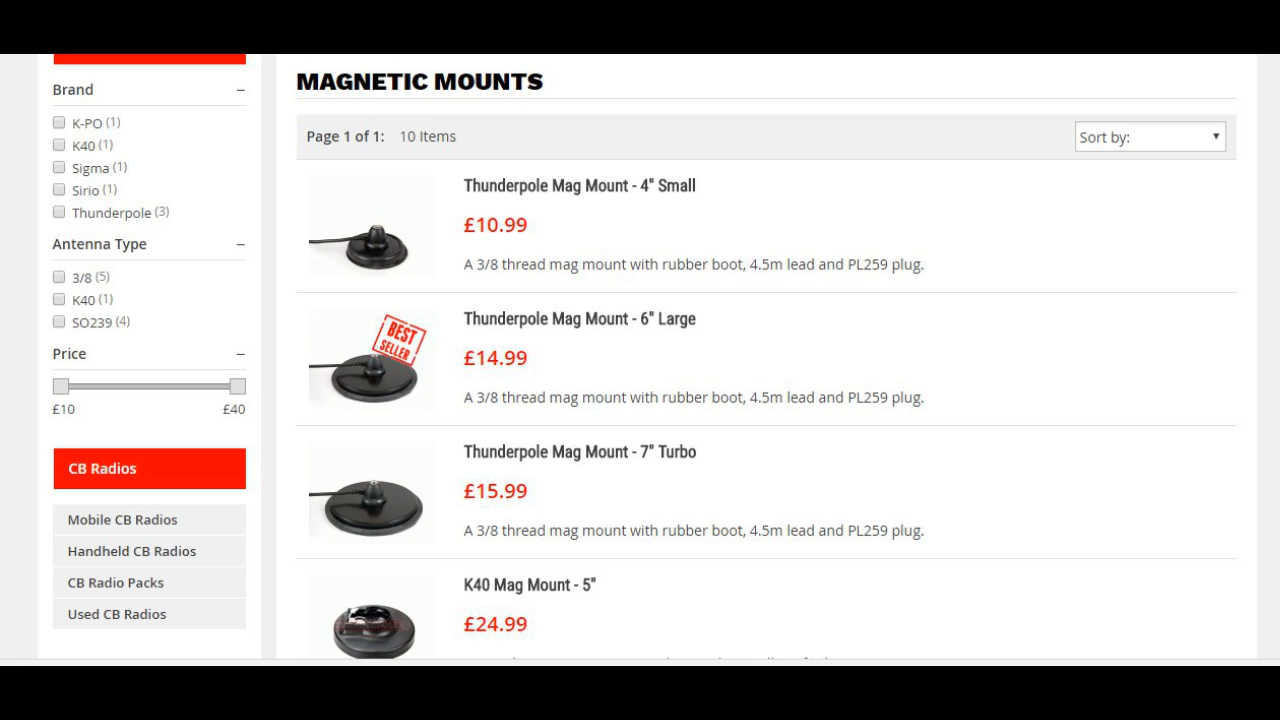 Brand
K-PO (1)
K40 (1)
Sigma (1)
Sirio (1)
Thunderpole (3)
Antenna Type
3/8 (5)
K40 (1)
SO239 (4)
Price
£10
£40
CB Radios
Mobile CB Radios
Handheld CB Radios
CB Radio Packs
Used CB Radios
MAGNETIC MOUNTS
Page 1 of 1: 10 Items
Sort by:
Thunderpole Mag Mount - 4" Small
£10.99
A 3/8 thread mag mount with rubber boot, 4.5m lead and PL259 plug.
BEST
SELLER
Thunderpole Mag Mount - 6" Large
£14.99
A 3/8 thread mag mount with rubber boot, 4.5m lead and PL259 plug.
Thunderpole Mag Mount - 7" Turbo
£15.99
A 3/8 thread mag mount with rubber boot, 4.5m lead and PL259 plug.
K40 Mag Mount - 5"
£24.99